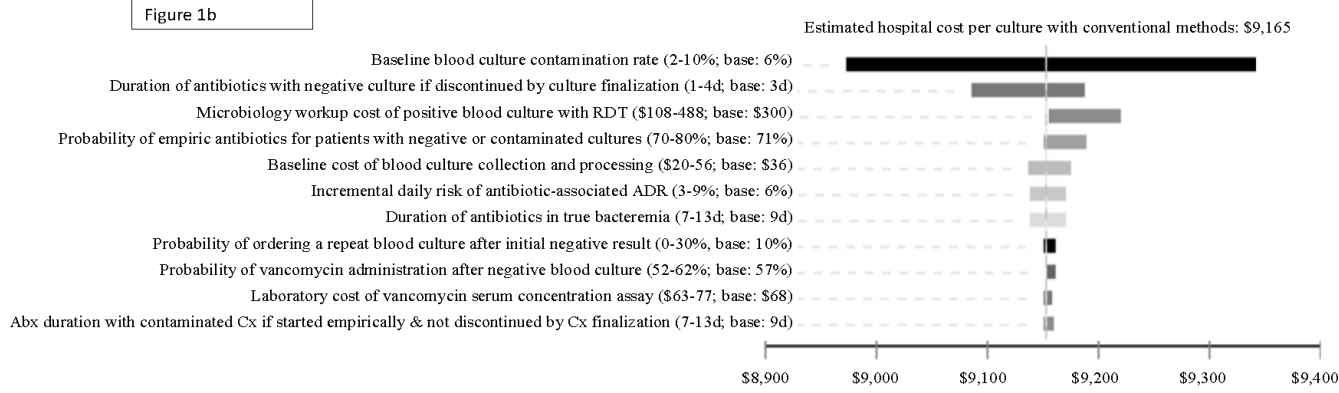 Figure 1b
Estimated hospital cost per culture with conventional methods: $9,165
Baseline blood culture contamination rate (2-10%; base: 6%)
Duration of antibiotics with negative culture if discontinued by culture finalization (1-4d; base: 3d)
Microbiology workup cost of positive blood culture with RDT ($108-488; base: $300)
Probability of empiric antibiotics for patients with negative or contaminated cultures (70-80%; base: 71%)
Baseline cost of blood culture collection and processing ($20-56; base: $36)
Incremental daily risk of antibiotic-associated ADR (3-9%; base: 6%)
Duration of antibiotics in true bacteremia (7-13d; base: 9d)
Probability of ordering a repeat blood culture after initial negative result (0-30%, base: 10%)
Probability of vancomycin administration after negative blood culture (52-62%; base: 57%)
Laboratory cost of vancomycin serum concentration assay ($63-77; base: $68)
Abx duration with contaminated Cx if started empirically & not discontinued by Cx finalization (7-13d; base: 9d)
$8,900 $9,000 $9,100 $9,200 $9,300 $9,400